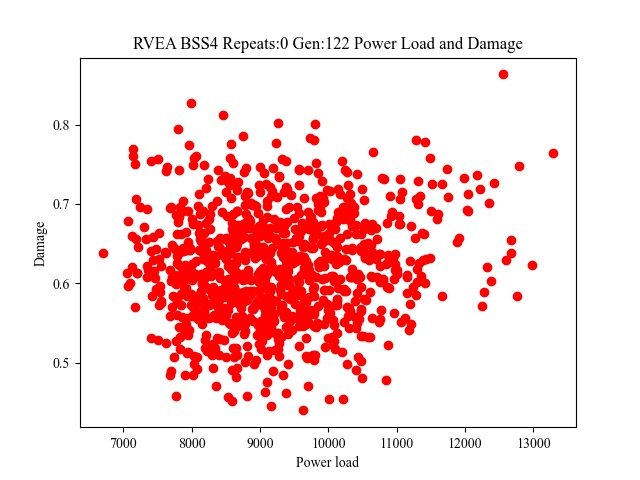 RVEA BSS4 Repeats:0 Gen:122 Power Load and Damage
0.8
0.7
0.6
0.5
Damage
7000 8000 9000 10000 11000 12000 13000
Power load